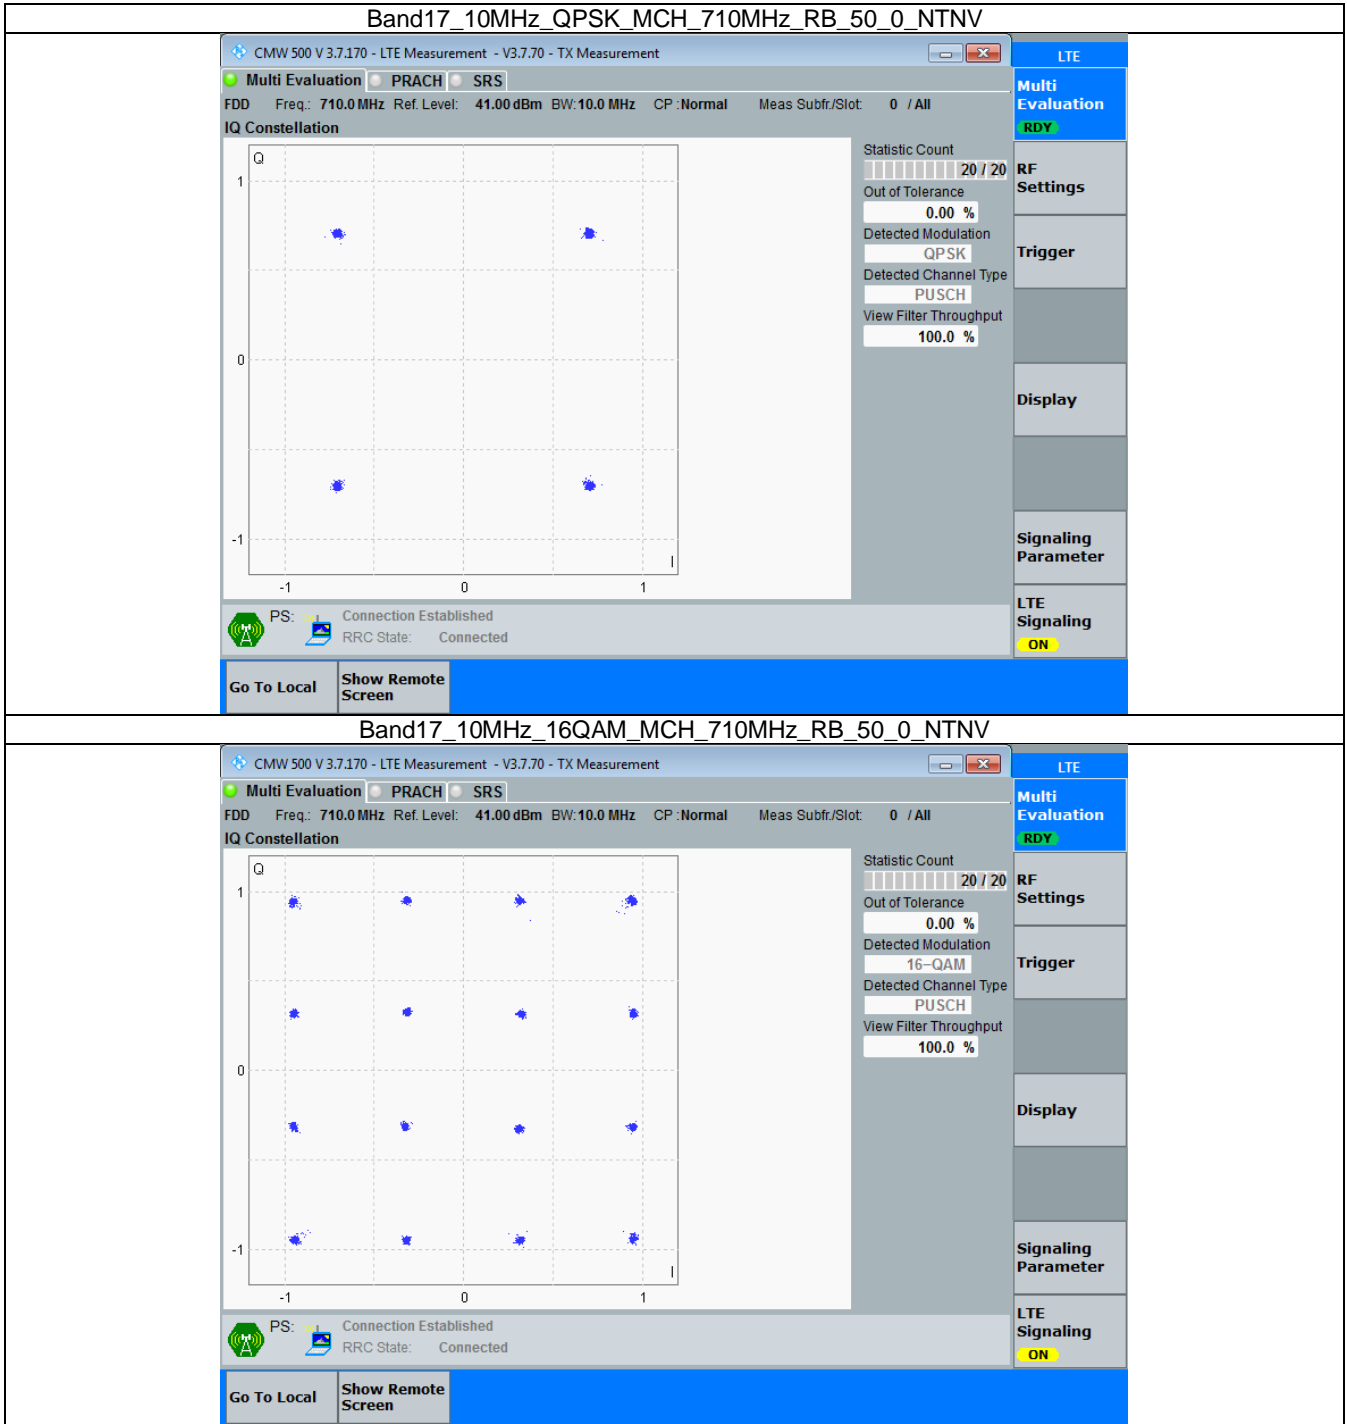 Band17_10MHz_QPSK_MCH_710MHz_RB_50_0_NTNV
CMW 500 V 3.7.170 - LTE Measurement - V3.7.70 - TX Measurement
LTE
Multi Evaluation PRACH SRS
FDD Freq.: 710.0 MHz Ref. Level: 41.00 dBm BW: 10.0 MHz CP : Normal Meas Subfr./Slot: 0 / All
IQ Constellation
Multi
Evaluation
RDY
Q
1
0
-1
I
-1 0 1
Statistic Count
20 / 20
Out of Tolerance
0.00 %
Detected Modulation
QPSK
Detected Channel Type
PUSCH
View Filter Throughput
100.0 %
RF
Settings
Trigger
Display
Signaling
Parameter
LTE
Signaling
ON
PS: Connection Established
RRC State: Connected
Go To Local
Show Remote
Screen
Band17_10MHz_16QAM_MCH_710MHz_RB_50_0_NTNV
CMW 500 V 3.7.170 - LTE Measurement - V3.7.70 - TX Measurement
LTE
Multi Evaluation PRACH SRS
FDD Freq.: 710.0 MHz Ref. Level: 41.00 dBm BW: 10.0 MHz CP : Normal Meas Subfr./Slot: 0 / All
IQ Constellation
Multi
Evaluation
RDY
Q
1
0
-1
I
-1 0 1
Statistic Count
20 / 20
Out of Tolerance
0.00 %
Detected Modulation
16-QAM
Detected Channel Type
PUSCH
View Filter Throughput
100.0 %
RF
Settings
Trigger
Display
Signaling
Parameter
LTE
Signaling
ON
PS: Connection Established
RRC State: Connected
Go To Local
Show Remote
Screen